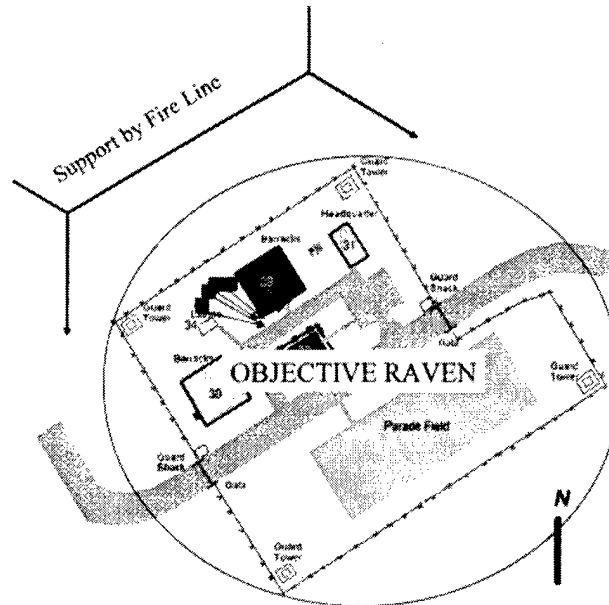 Support by Fire Line
Guard
Tower
Headquarter
Barracks
31
Guard
Shack
Gate
Guard
Tower
34
Barracks
30
OBJECTIVE RAVEN
Guard
Tower
Parade Field
Guard
Shack
Gate
Guard
Tower
N